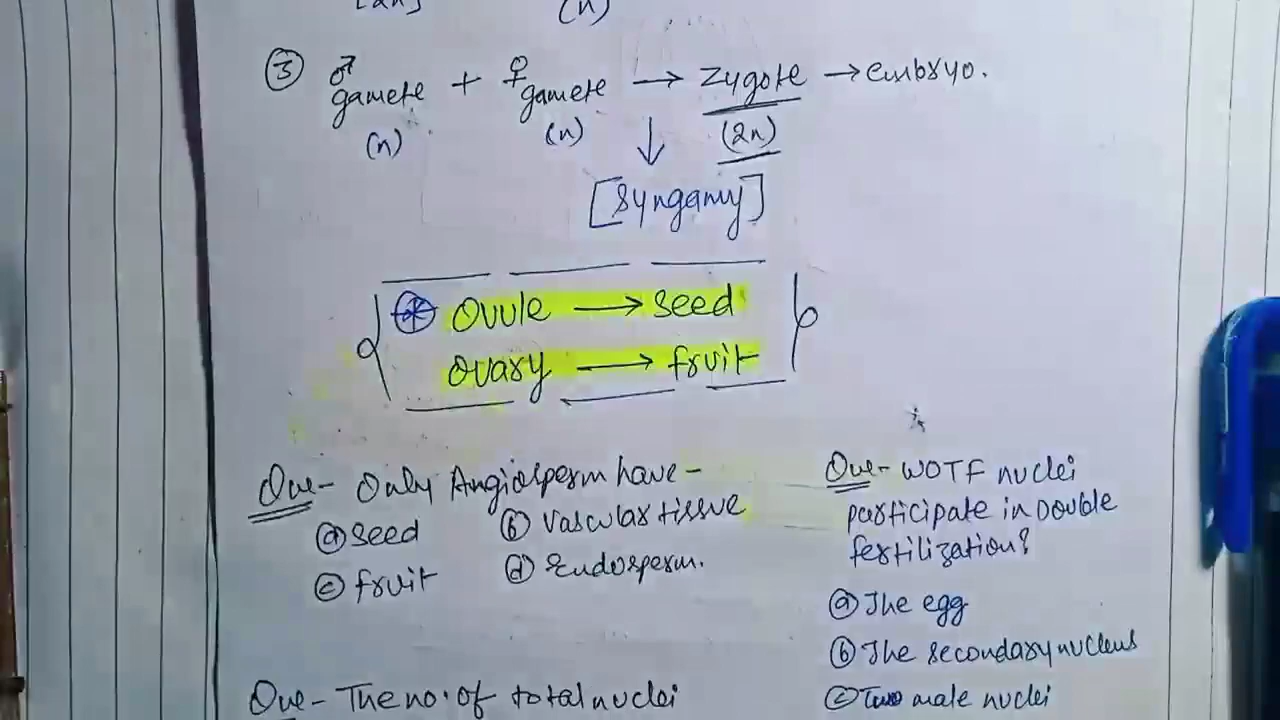 [2n] (n)
③ ♂ gamete + ♀ gamete → Zygote → embryo.
(n) (n) ↓ (2n)
[Syngamy]
⊛ Ovule → seed
Ovary → fruit
Que- Only Angiosperm have-
ⓐ Seed ⓑ Vascular tissue
ⓒ fruit ⓓ Endosperm.
Que- WOTF nuclei
participate in Double
fertilization?
ⓐ The egg
ⓑ The secondary nucleus
ⓒ Two male nuclei
Que- The no. of total nuclei